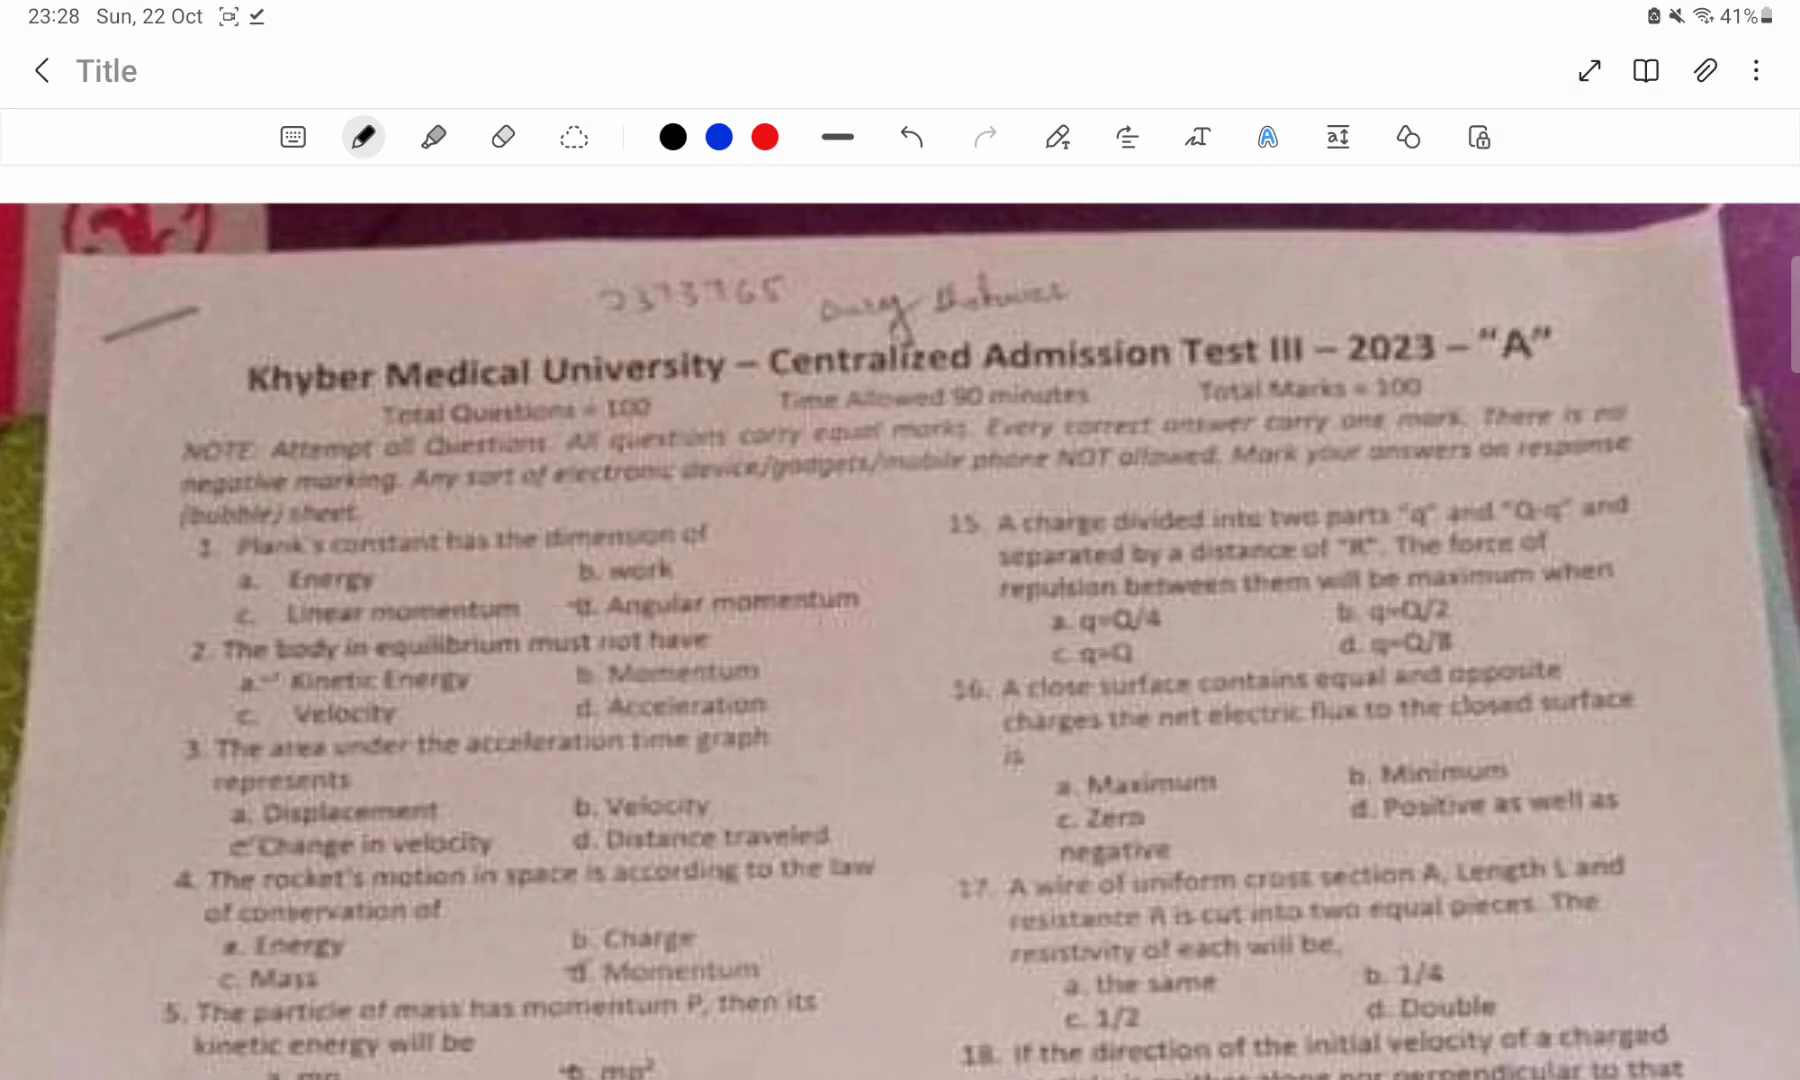 23:28 Sun, 22 Oct
41%
Title
2373765
Khyber Medical University – Centralized Admission Test III – 2023 – “A”
Total Questions = 100 Time Allowed 90 minutes Total Marks = 100
NOTE: Attempt all Questions. All questions carry equal marks. Every correct answer carry one mark. There is no
negative marking. Any sort of electronic device/gadgets/mobile phone NOT allowed. Mark your answers on response
(bubble) sheet.
1. Plank's constant has the dimension of
a. Energy b. work
c. Linear momentum d. Angular momentum
2. The body in equilibrium must not have
a. Kinetic Energy b. Momentum
c. Velocity d. Acceleration
3. The area under the acceleration time graph
represents
a. Displacement b. Velocity
c. Change in velocity d. Distance traveled
4. The rocket's motion in space is according to the law
of conservation of
a. Energy b. Charge
c. Mass d. Momentum
5. The particle of mass has momentum P, then its
kinetic energy will be
15. A charge divided into two parts “q” and “Q-q” and
separated by a distance of “R”. The force of
repulsion between them will be maximum when
a. q=Q/4 b. q=Q/2
c. q=Q d. q=Q/8
16. A close surface contains equal and opposite
charges the net electric flux to the closed surface
is
a. Maximum b. Minimum
c. Zero d. Positive as well as
negative
17. A wire of uniform cross section A, Length L and
resistance R is cut into two equal pieces. The
resistivity of each will be,
a. the same b. 1/4
c. 1/2 d. Double
18. If the direction of the initial velocity of a charged
neither along nor perpendicular to that